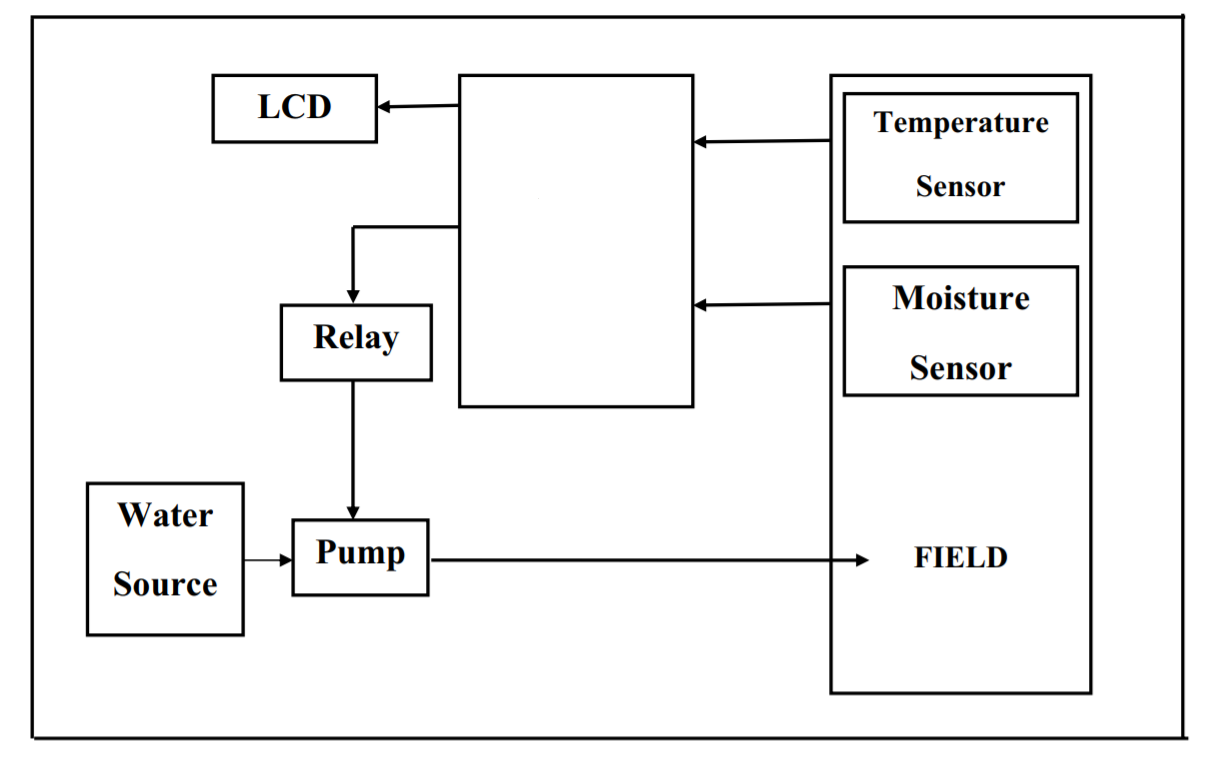 LCD
Temperature
Sensor
Moisture
Sensor
Relay
Water
Source
Pump
FIELD